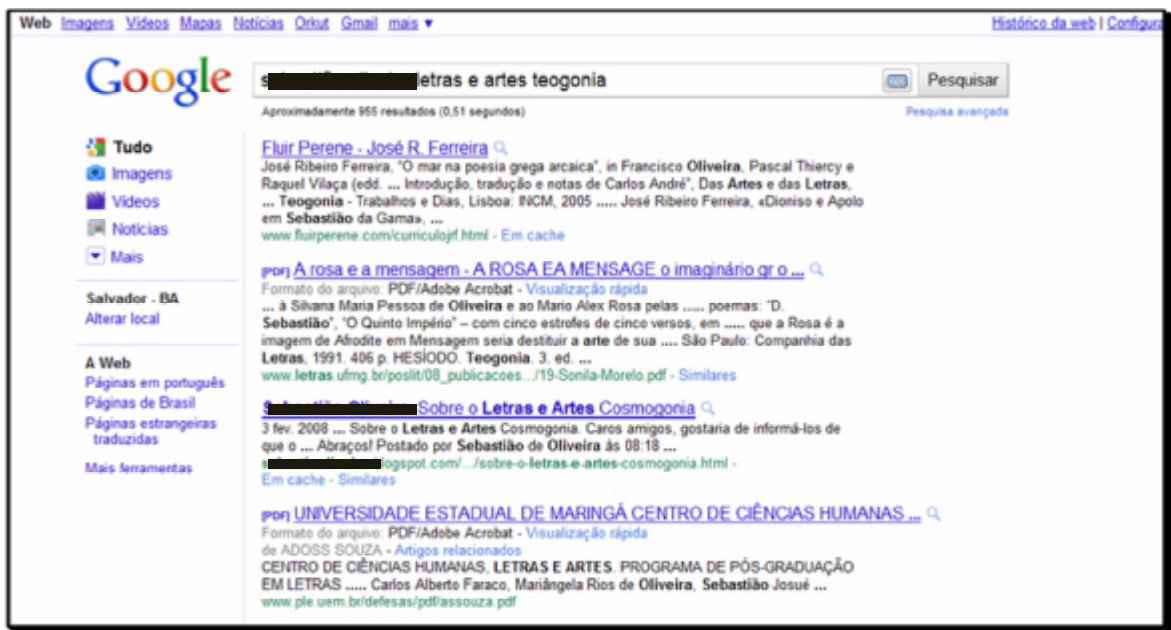 Web Imagens Vídeos Mapas Notícias Orkut Gmail mais ▼
Histórico da web | Configura
Google
letras e artes teogonia
Pesquisar
Aproximadamente 955 resultados (0,51 segundos)
Pesquisa avançada
Tudo
Imagens
Vídeos
Notícias
Mais
Salvador - BA
Alterar local
A Web
Páginas em português
Páginas de Brasil
Páginas estrangeiras
traduzidas
Mais ferramentas
Fluir Perene - José R. Ferreira
José Ribeiro Ferreira, "O mar na poesia grega arcaica", in Francisco Oliveira, Pascal Thiercy e
Raquel Vilaça (edd. ... Introdução, tradução e notas de Carlos André", Das Artes e das Letras,
... Teogonia - Trabalhos e Dias, Lisboa: INCM, 2005 ..... José Ribeiro Ferreira, «Dioniso e Apolo
em Sebastião da Gama», ...
www.fluirperene.com/curriculojrf.html - Em cache
[PDF] A rosa e a mensagem - A ROSA EA MENSAGE o imaginário gr o ...
Formato do arquivo: PDF/Adobe Acrobat - Visualização rápida
... à Silvana Maria Pessoa de Oliveira e ao Mario Alex Rosa pelas ..... poemas: "D.
Sebastião", "O Quinto Império" – com cinco estrofes de cinco versos, em ..... que a Rosa é a
imagem de Afrodite em Mensagem seria destituir a arte de sua .... São Paulo: Companhia das
Letras, 1991. 406 p. HESÍODO. Teogonia. 3. ed. ...
www.letras.ufmg.br/poslit/08_publicacoes.../19-Sonila-Morelo.pdf - Similares
Sobre o Letras e Artes Cosmogonia
3 fev. 2008 ... Sobre o Letras e Artes Cosmogonia. Caros amigos, gostaria de informá-los de
que o ... Abraços! Postado por Sebastião de Oliveira às 08:18 ...
logspot.com/.../sobre-o-letras-e-artes-cosmogonia.html -
Em cache - Similares
[PDF] UNIVERSIDADE ESTADUAL DE MARINGÁ CENTRO DE CIÊNCIAS HUMANAS ...
Formato do arquivo: PDF/Adobe Acrobat - Visualização rápida
de ADOSS SOUZA - Artigos relacionados
CENTRO DE CIÊNCIAS HUMANAS, LETRAS E ARTES. PROGRAMA DE PÓS-GRADUAÇÃO
EM LETRAS ..... Carlos Alberto Faraco, Mariângela Rios de Oliveira, Sebastião Josué ...
www.ple.uem.br/defesas/pdf/assouza.pdf